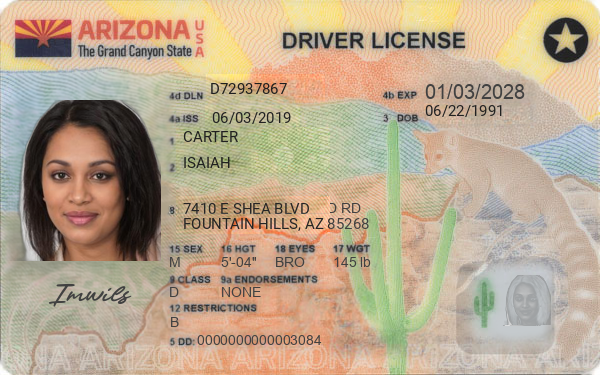 ARIZONA USA
The Grand Canyon State
DRIVER LICENSE
4d DLN D72937867
4b EXP 01/03/2028
4a ISS 06/03/2019
3 DOB 06/22/1991
1 CARTER
2 ISAIAH
8 7410 E SHEA BLVD D RD
FOUNTAIN HILLS, AZ 85268
15 SEX 16 HGT 18 EYES 17 WGT
M 5'-04" BRO 145 lb
9 CLASS 9a ENDORSEMENTS
D NONE
12 RESTRICTIONS
B
5 DD: 0000000000003084
Imwils
ARIZONA ARIZONA ARIZONA ARIZONA